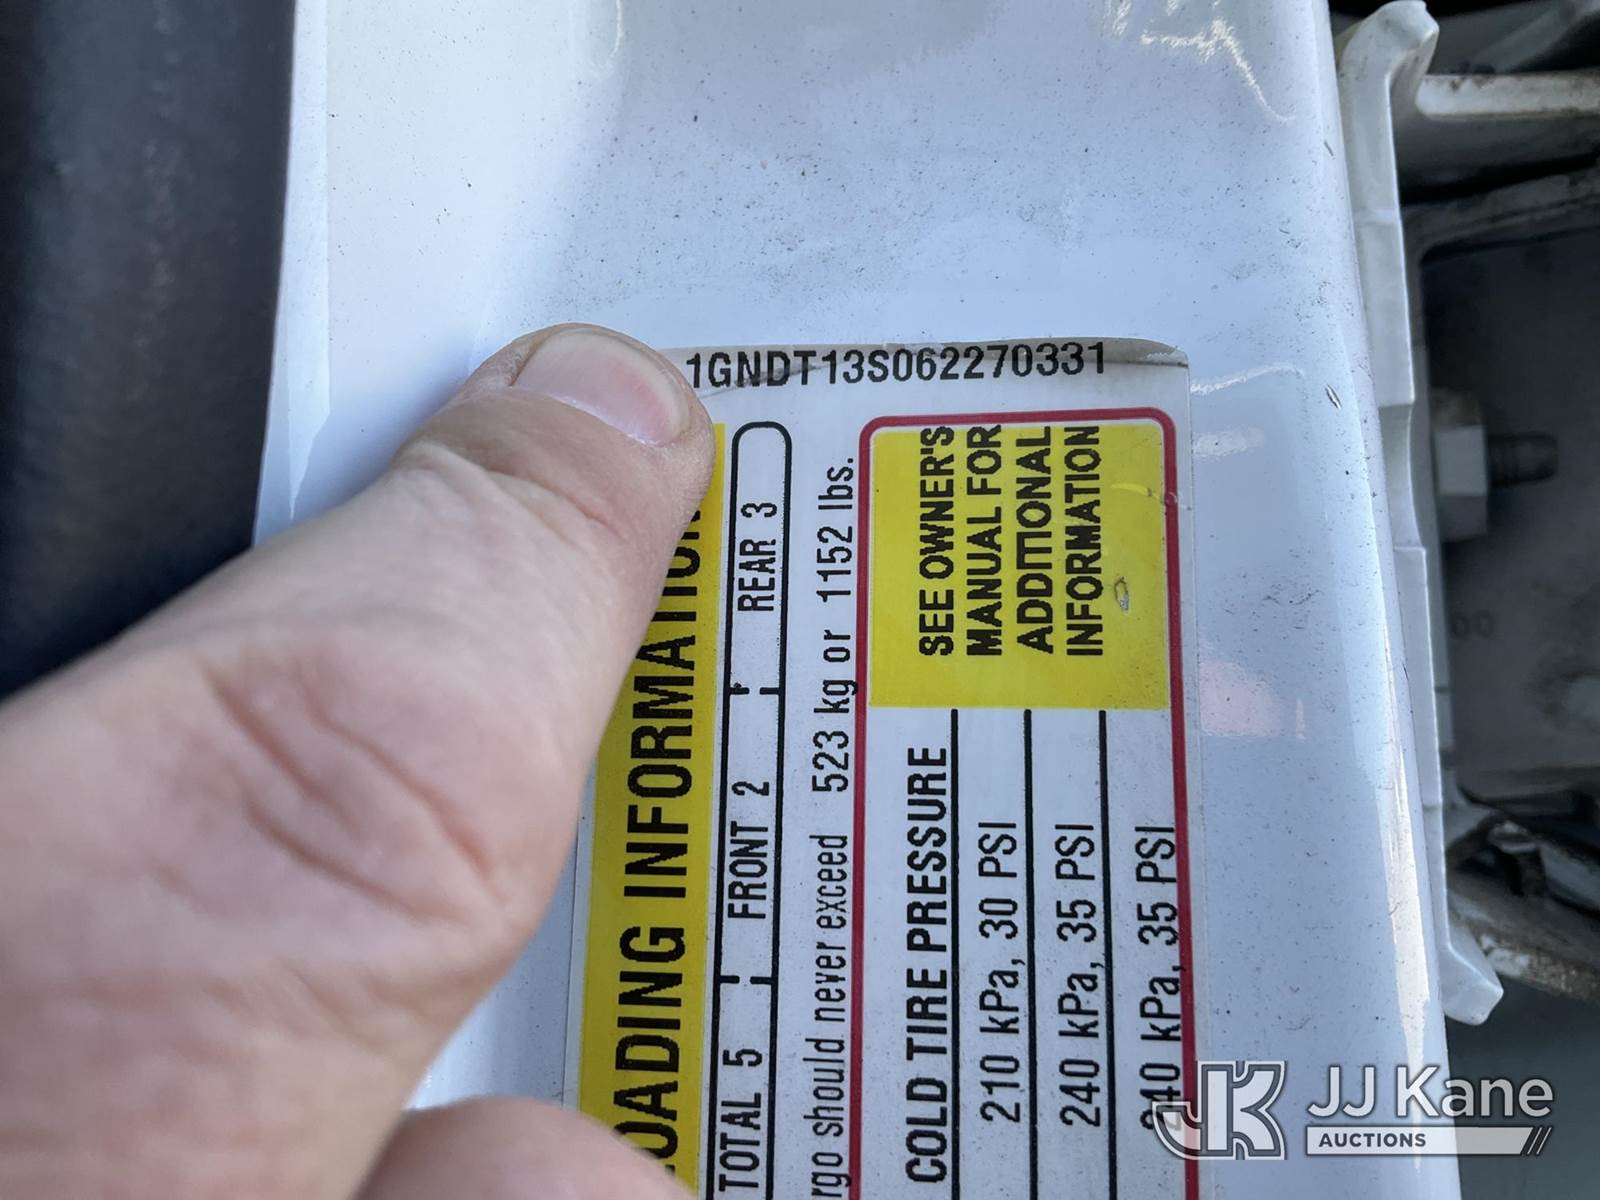 1GNDT13S062270331
LOADING INFORMATION
TOTAL 5 FRONT 2 REAR 3
should never exceed 523 kg or 1152 lbs.
COLD TIRE PRESSURE
210 kPa, 30 PSI
240 kPa, 35 PSI
240 kPa, 35 PSI
SEE OWNER'S
MANUAL FOR
ADDITIONAL
INFORMATION
JK JJ Kane
AUCTIONS